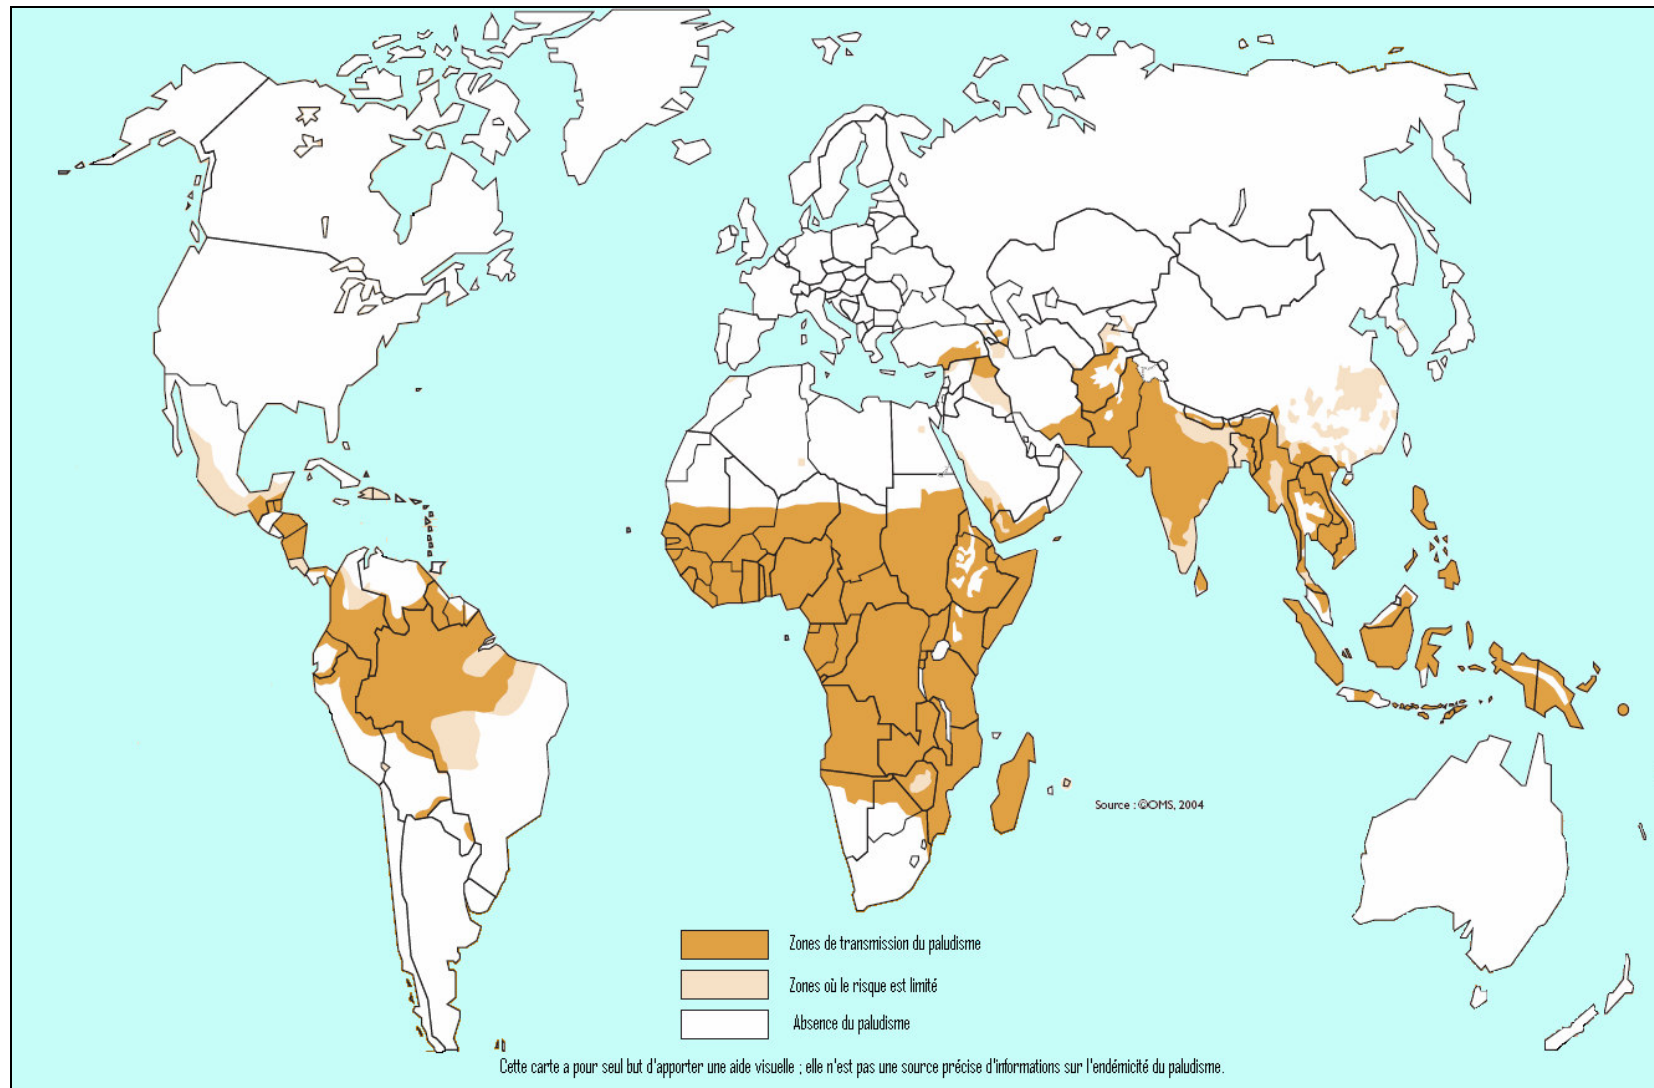 Source : ©OMS, 2004
Zones de transmission du paludisme
Zones où le risque est limité
Absence du paludisme
Cette carte a pour seul but d'apporter une aide visuelle ; elle n'est pas une source précise d'informations sur l'endémicité du paludisme.